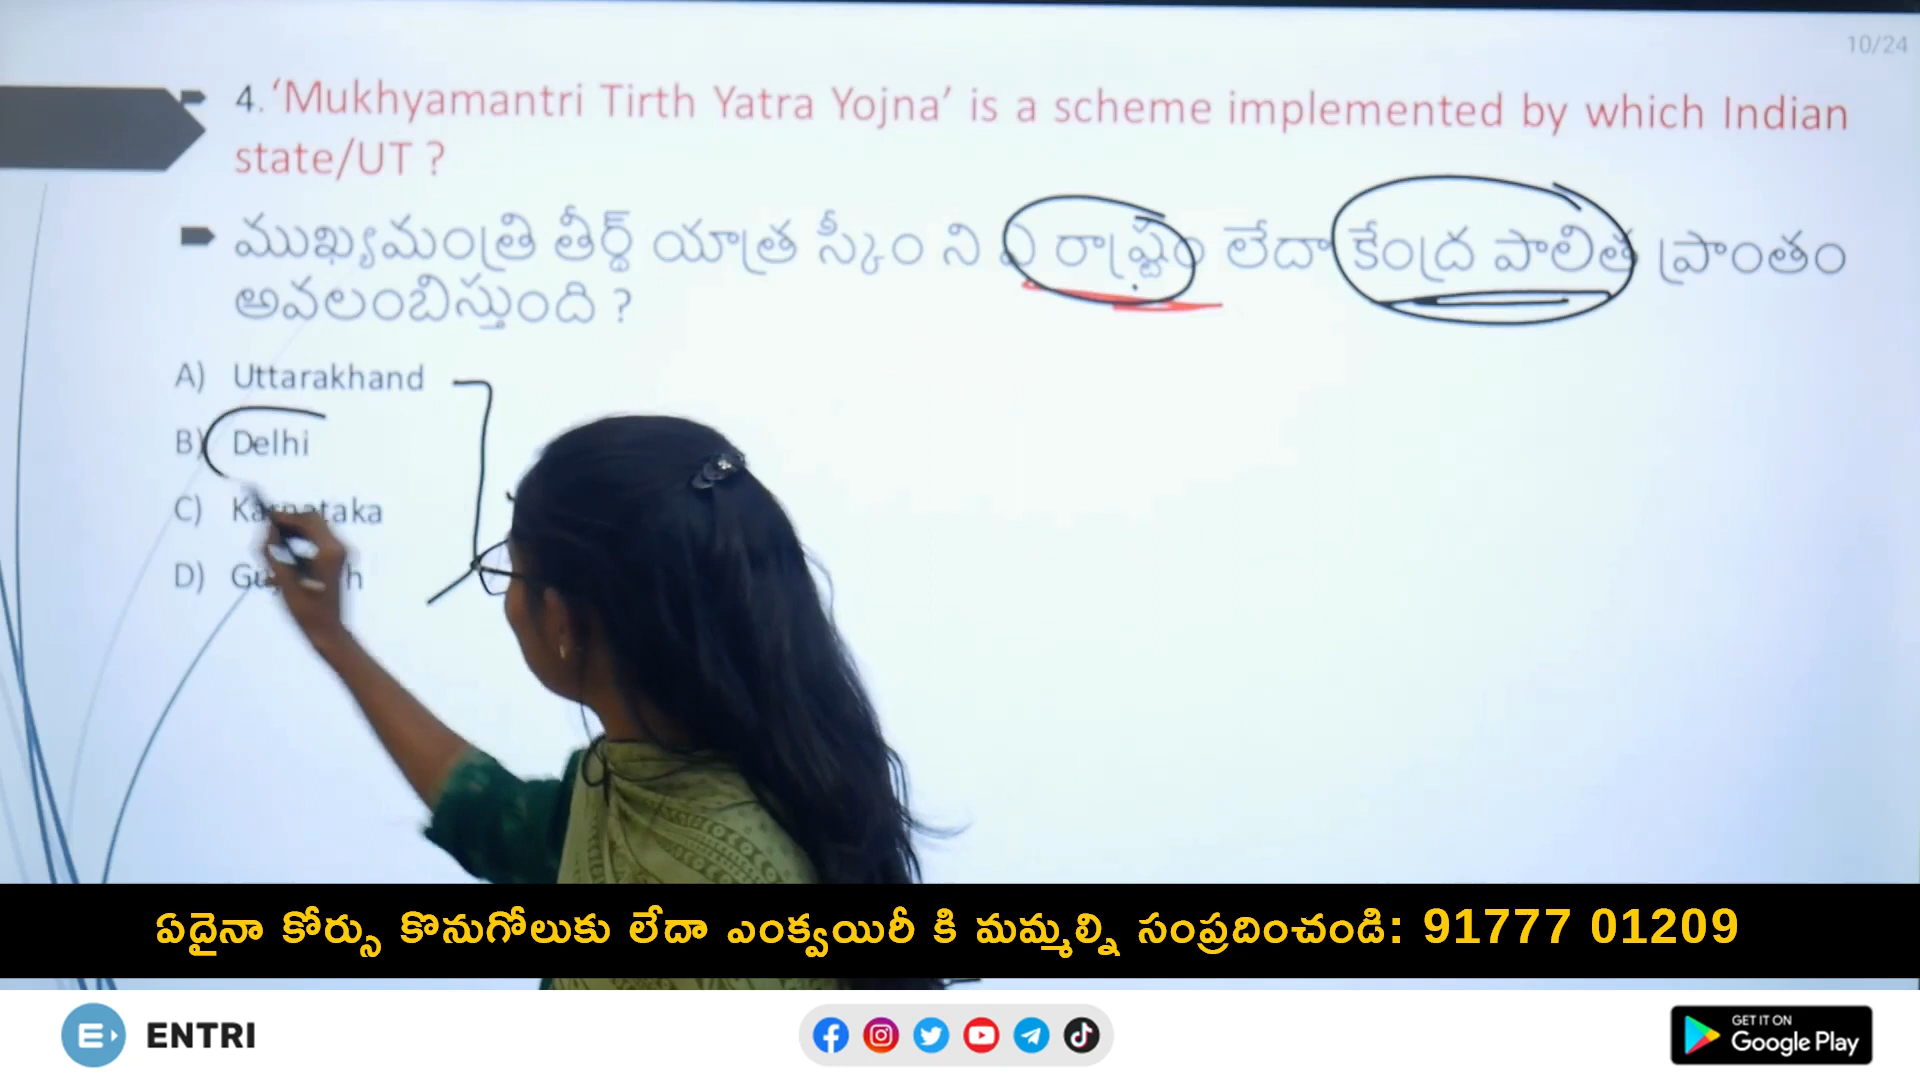 10/24
4. ‘Mukhyamantri Tirth Yatra Yojna’ is a scheme implemented by which Indian
state/UT ?
ముఖ్యమంత్రి తీర్థ్ యాత్ర స్కీం ని ఏ రాష్ట్రం లేదా కేంద్ర పాలిత ప్రాంతం
అవలంబిస్తుంది ?
A) Uttarakhand
B) Delhi
C) Karnataka
D)
ఏదైనా కోర్సు కొనుగోలుకు లేదా ఎంక్వయిరీ కి మమ్మల్ని సంప్రదించండి: 91777 01209
ENTRI
GET IT ON
Google Play